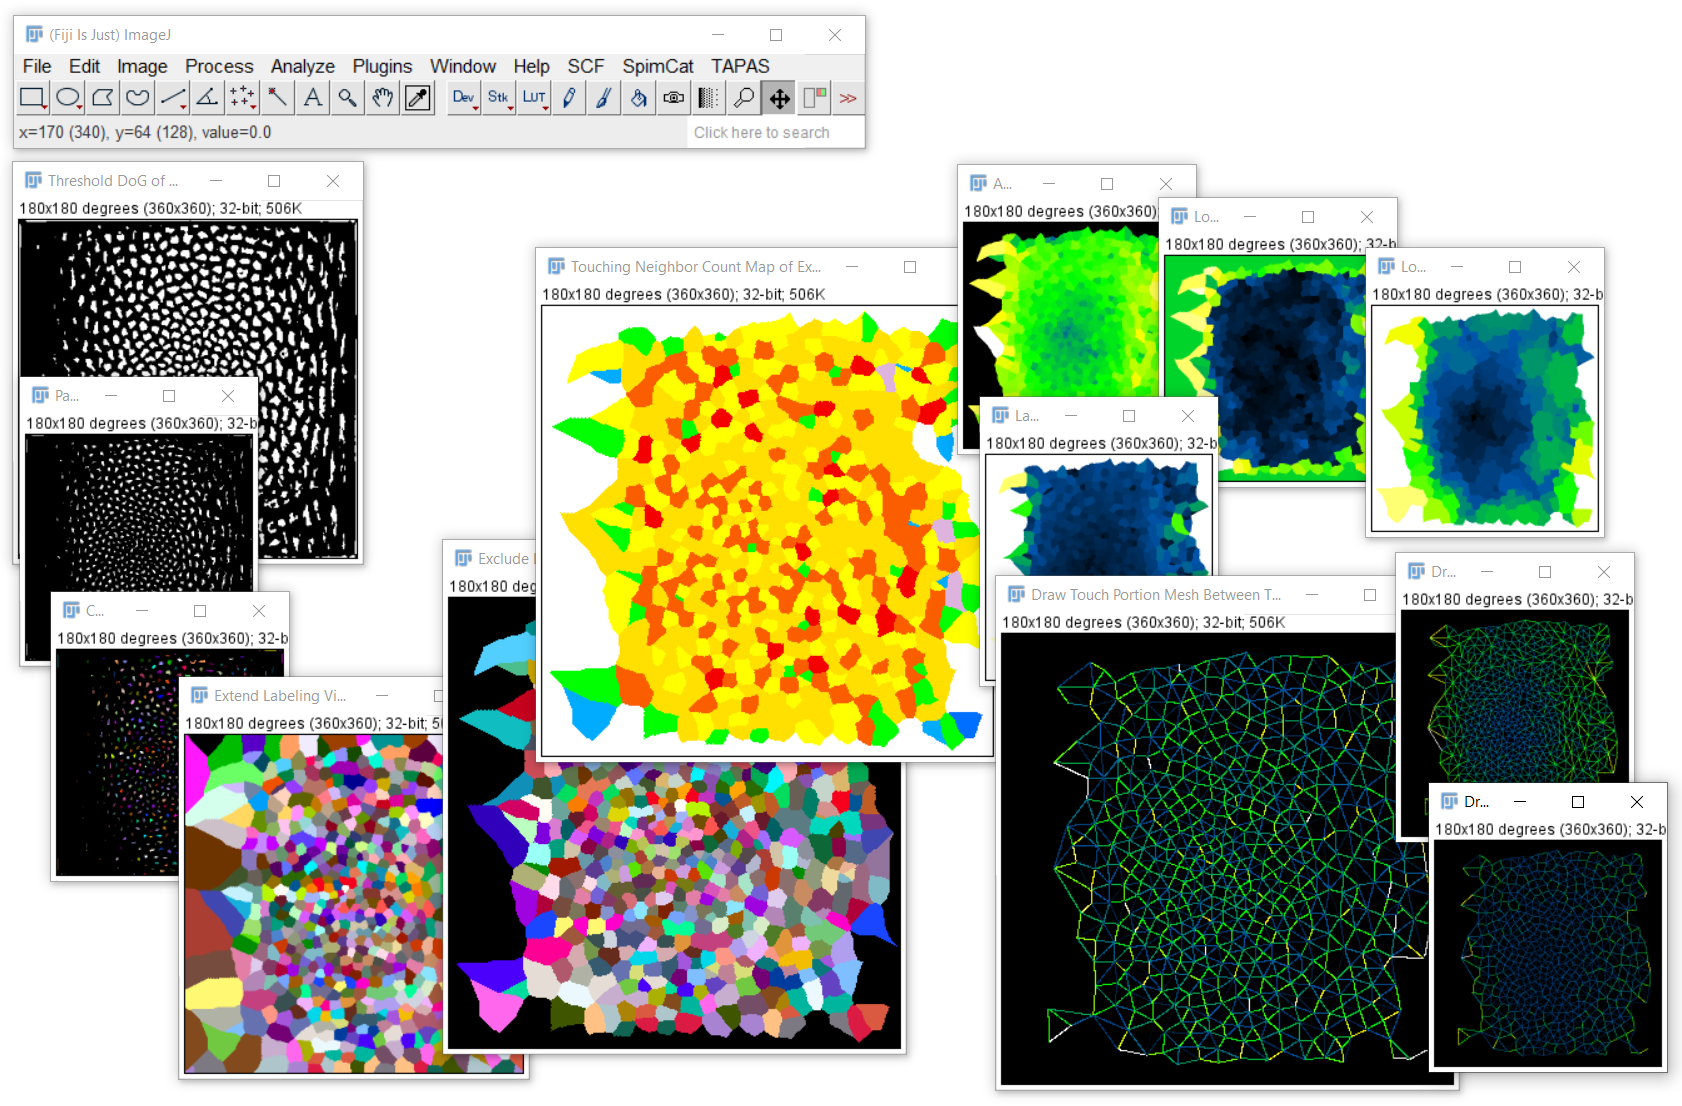 (Fiji Is Just) ImageJ
File Edit Image Process Analyze Plugins Window Help SCF SpimCat TAPAS
Dev Stk LUT >>
x=170 (340), y=64 (128), value=0.0
Click here to search
Threshold DoG of ...
180x180 degrees (360x360); 32-bit; 506K
Pa...
180x180 degrees (360x360); 32-b
C...
180x180 degrees (360x360); 32-b
Extend Labeling Vi...
180x180 degrees (360x360); 32-bit; 50
Exclude
180x180 deg
Touching Neighbor Count Map of Ex...
180x180 degrees (360x360); 32-bit; 506K
A...
180x180 degrees (360x360)
Lo...
180x180 degrees (360x360); 32-b
Lo...
180x180 degrees (360x360); 32-b
La...
180x180 degrees (360x360); 32-b
Draw Touch Portion Mesh Between T...
180x180 degrees (360x360); 32-bit; 506K
Dr...
180x180 degrees (360x360); 32-b
Dr...
180x180 degrees (360x360); 32-b